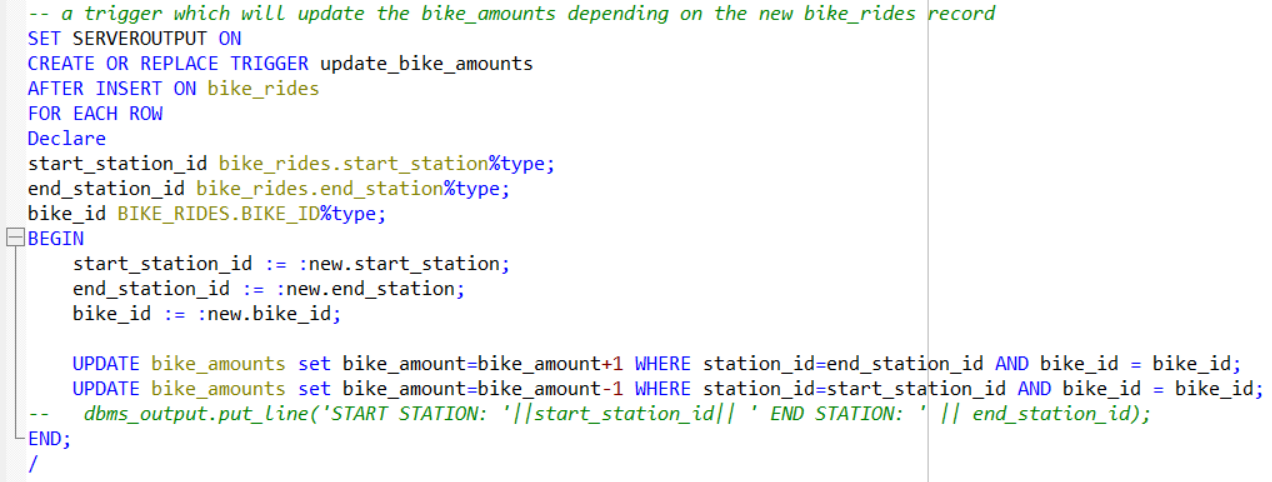 -- a trigger which will update the bike_amounts depending on the new bike_rides record
SET SERVEROUTPUT ON
CREATE OR REPLACE TRIGGER update_bike_amounts
AFTER INSERT ON bike_rides
FOR EACH ROW
Declare
start_station_id bike_rides.start_station%type;
end_station_id bike_rides.end_station%type;
bike_id BIKE_RIDES.BIKE_ID%type;
BEGIN
    start_station_id := :new.start_station;
    end_station_id := :new.end_station;
    bike_id := :new.bike_id;

    UPDATE bike_amounts set bike_amount=bike_amount+1 WHERE station_id=end_station_id AND bike_id = bike_id;
    UPDATE bike_amounts set bike_amount=bike_amount-1 WHERE station_id=start_station_id AND bike_id = bike_id;
--   dbms_output.put_line('START STATION: '||start_station_id|| ' END STATION: ' || end_station_id);
END;
/